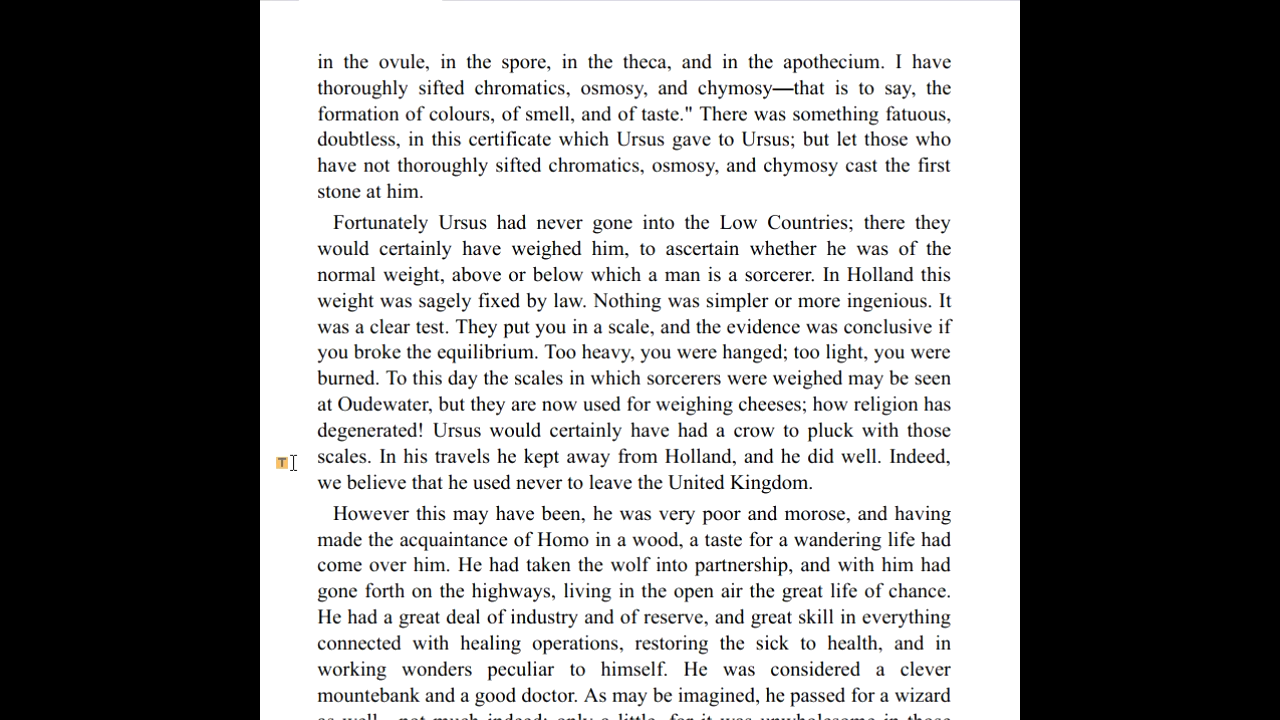 in the ovule, in the spore, in the theca, and in the apothecium. I have
thoroughly sifted chromatics, osmosy, and chymosy—that is to say, the
formation of colours, of smell, and of taste." There was something fatuous,
doubtless, in this certificate which Ursus gave to Ursus; but let those who
have not thoroughly sifted chromatics, osmosy, and chymosy cast the first
stone at him.
Fortunately Ursus had never gone into the Low Countries; there they
would certainly have weighed him, to ascertain whether he was of the
normal weight, above or below which a man is a sorcerer. In Holland this
weight was sagely fixed by law. Nothing was simpler or more ingenious. It
was a clear test. They put you in a scale, and the evidence was conclusive if
you broke the equilibrium. Too heavy, you were hanged; too light, you were
burned. To this day the scales in which sorcerers were weighed may be seen
at Oudewater, but they are now used for weighing cheeses; how religion has
degenerated! Ursus would certainly have had a crow to pluck with those
T
scales. In his travels he kept away from Holland, and he did well. Indeed,
we believe that he used never to leave the United Kingdom.
However this may have been, he was very poor and morose, and having
made the acquaintance of Homo in a wood, a taste for a wandering life had
come over him. He had taken the wolf into partnership, and with him had
gone forth on the highways, living in the open air the great life of chance.
He had a great deal of industry and of reserve, and great skill in everything
connected with healing operations, restoring the sick to health, and in
working wonders peculiar to himself. He was considered a clever
mountebank and a good doctor. As may be imagined, he passed for a wizard
as well—not much indeed; only a little, for it was unwholesome in those